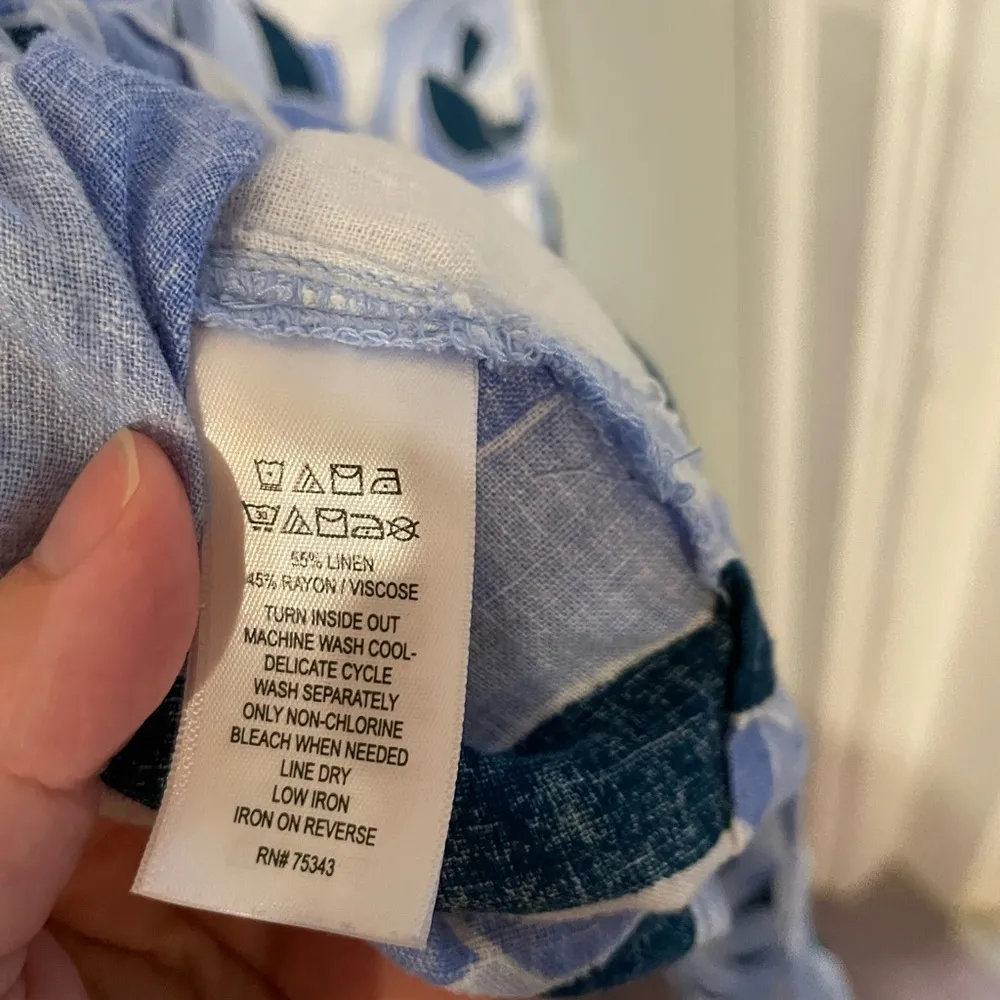 30
55% LINEN
45% RAYON / VISCOSE
TURN INSIDE OUT
MACHINE WASH COOL-
DELICATE CYCLE
WASH SEPARATELY
ONLY NON-CHLORINE
BLEACH WHEN NEEDED
LINE DRY
LOW IRON
IRON ON REVERSE
RN# 75343